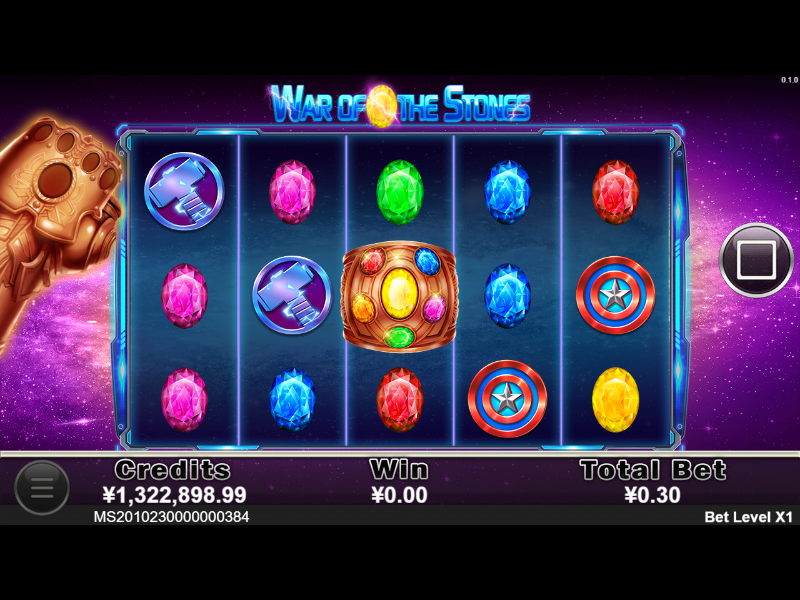 0.1.0
WAR OF THE STONES
Credits
Win
Total Bet
¥1,322,898.99
¥0.00
¥0.30
MS2010230000000384
Bet Level X1